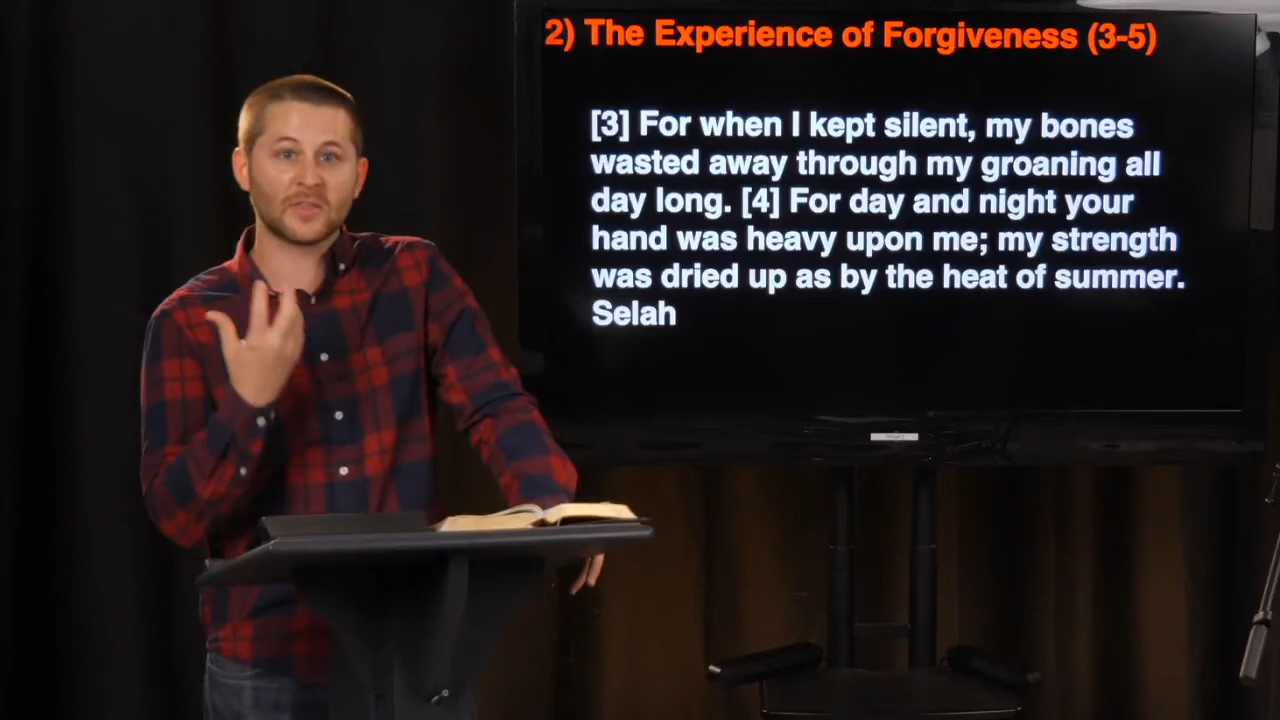 2) The Experience of Forgiveness (3-5)
[3] For when I kept silent, my bones
wasted away through my groaning all
day long. [4] For day and night your
hand was heavy upon me; my strength
was dried up as by the heat of summer.
Selah